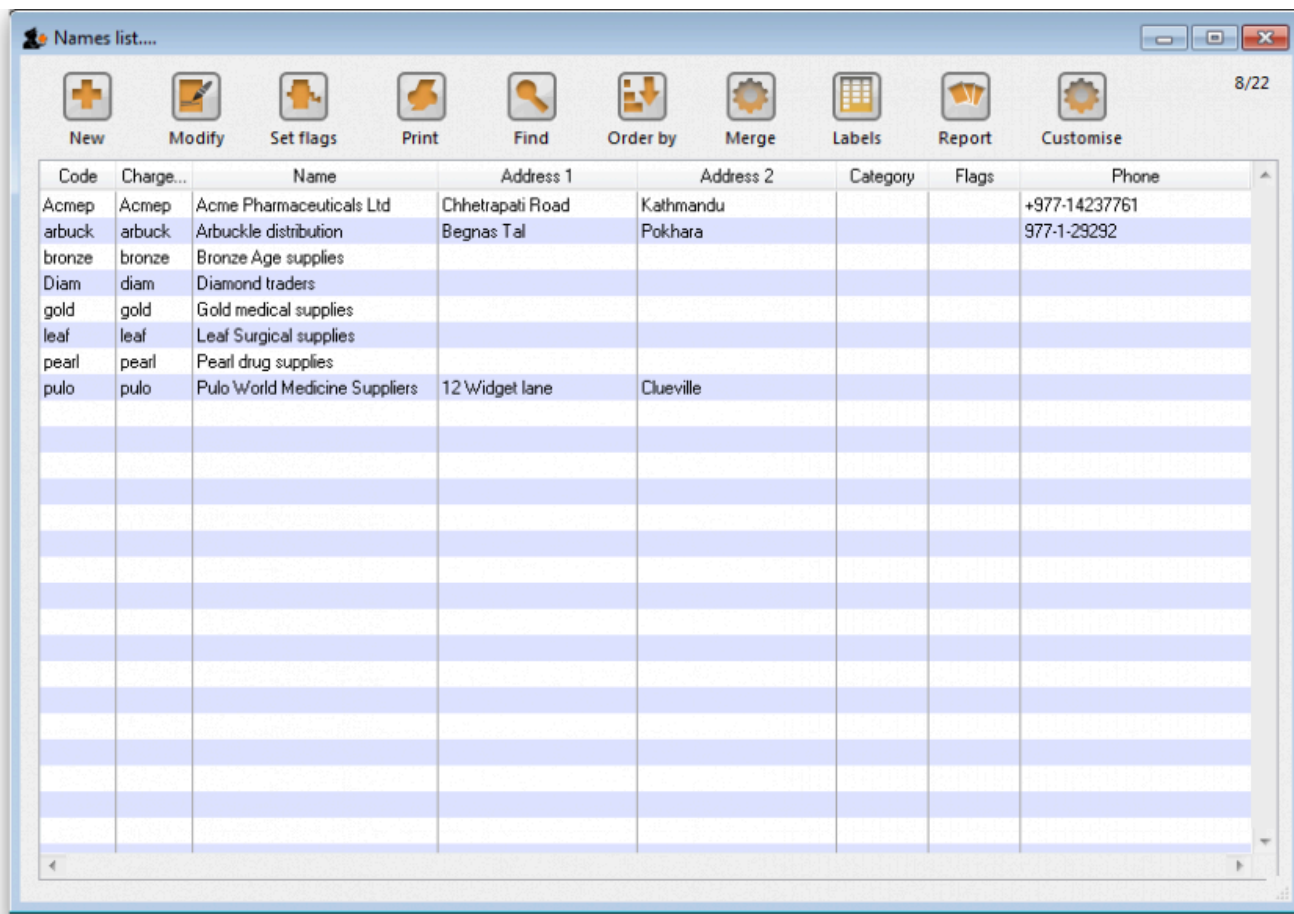 Names list....
8/22
New Modify Set flags Print Find Order by Merge Labels Report Customise
Code Charge... Name Address 1 Address 2 Category Flags Phone
Acmep Acmep Acme Pharmaceuticals Ltd Chhetrapati Road Kathmandu +977-14237761
arbuck arbuck Arbuckle distribution Begnas Tal Pokhara 977-1-29292
bronze bronze Bronze Age supplies
Diam diam Diamond traders
gold gold Gold medical supplies
leaf leaf Leaf Surgical supplies
pearl pearl Pearl drug supplies
pulo pulo Pulo World Medicine Suppliers 12 Widget lane Clueville